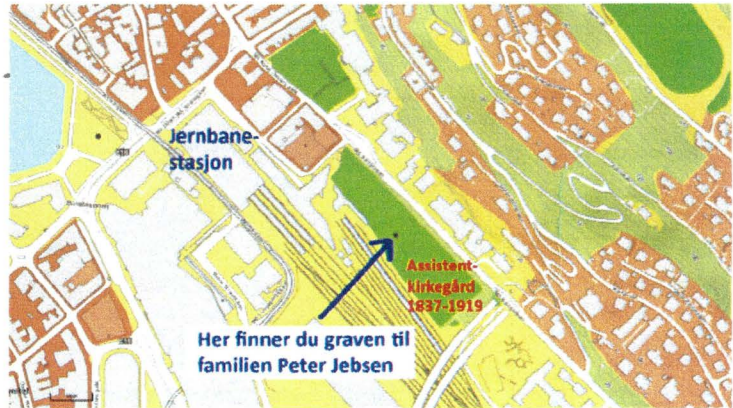 Jernbane-
stasjon
Assistent-
kirkegård
1837-1919
Her finner du graven til
familien Peter Jebsen